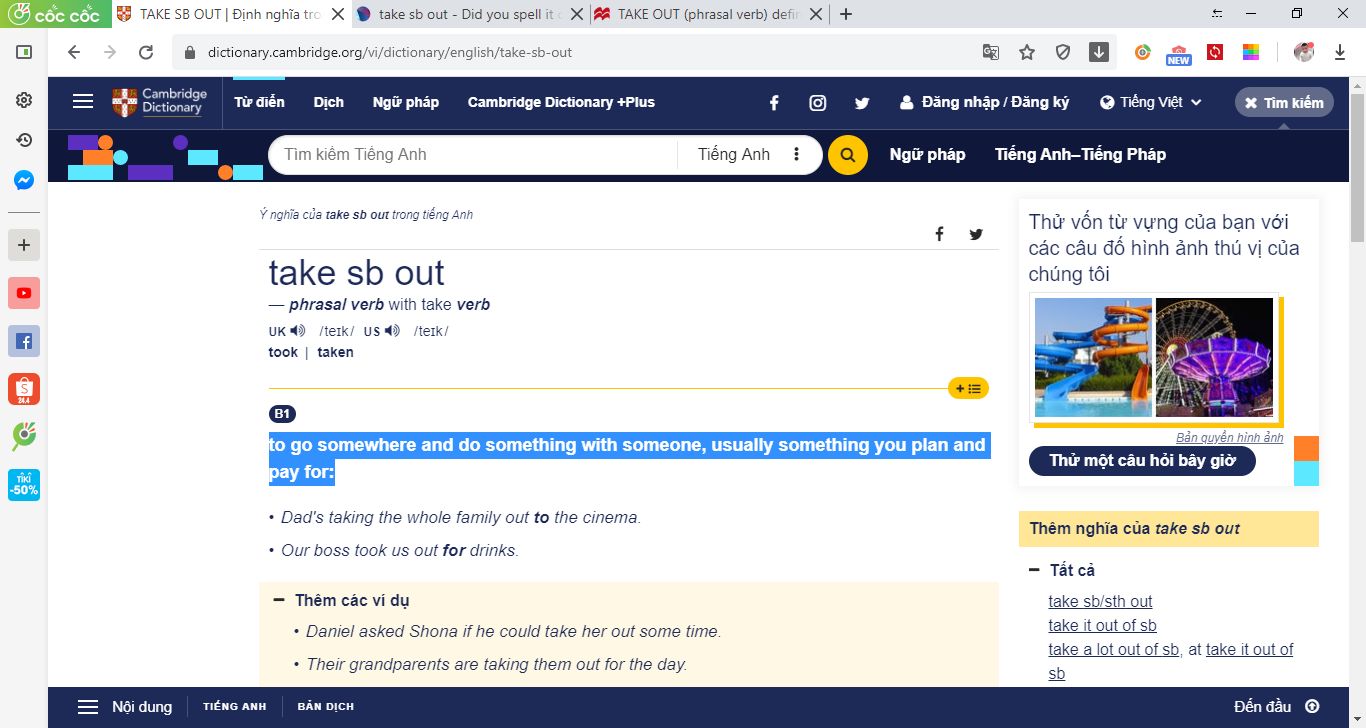 cốc cốc
TAKE SB OUT | Định nghĩa tro
take sb out - Did you spell it c
TAKE OUT (phrasal verb) defin
dictionary.cambridge.org/vi/dictionary/english/take-sb-out
NEW
Cambridge
Dictionary
Từ điển
Dịch
Ngữ pháp
Cambridge Dictionary +Plus
Đăng nhập / Đăng ký
Tiếng Việt
Tìm kiếm
Tìm kiếm Tiếng Anh
Tiếng Anh
Ngữ pháp
Tiếng Anh–Tiếng Pháp
Ý nghĩa của take sb out trong tiếng Anh
take sb out
— phrasal verb with take verb
UK /teɪk/ US /teɪk/
took | taken
B1
to go somewhere and do something with someone, usually something you plan and
pay for:
• Dad's taking the whole family out to the cinema.
• Our boss took us out for drinks.
Thêm các ví dụ
• Daniel asked Shona if he could take her out some time.
• Their grandparents are taking them out for the day.
Thử vốn từ vựng của bạn với
các câu đố hình ảnh thú vị của
chúng tôi
Bản quyền hình ảnh
Thử một câu hỏi bây giờ
Thêm nghĩa của take sb out
Tất cả
take sb/sth out
take it out of sb
take a lot out of sb, at take it out of
sb
24.4
TIKI
-50%
Nội dung
TIẾNG ANH
BẢN DỊCH
Đến đầu